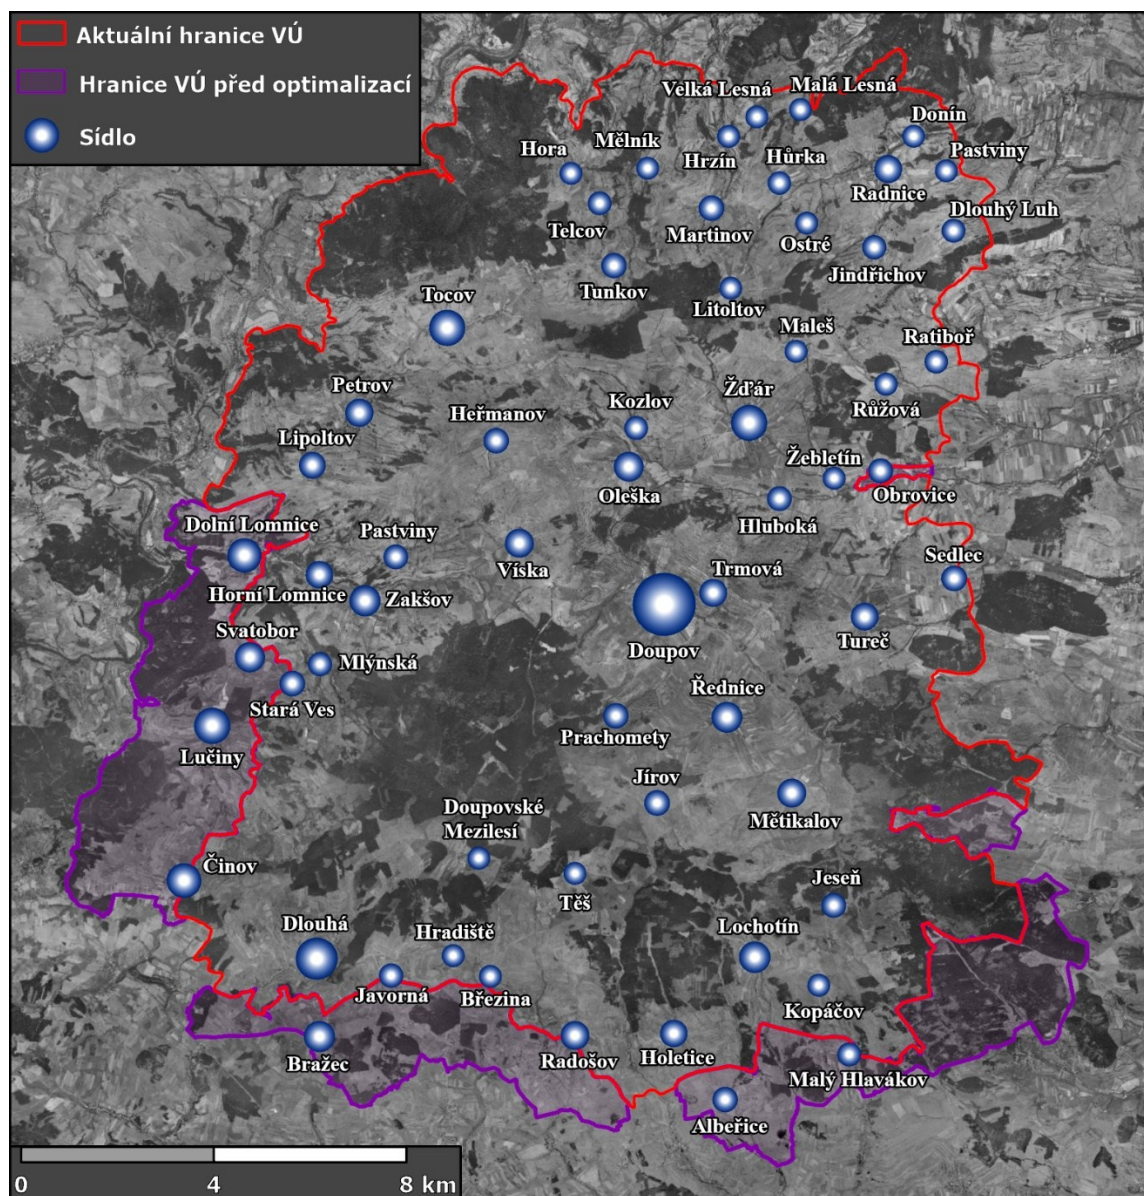 Aktuální hranice VÚ
Hranice VÚ před optimalizací
Sídlo
Velká Lesná
Malá Lesná
Donín
Mělník
Hora
Hrzín
Hůrka
Pastviny
Radnice
Telcov
Martinov
Ostré
Dlouhý Luh
Jindřichov
Tunkov
Litoltov
Tocov
Maleš
Ratiboř
Petrov
Heřmanov
Kozlov
Žďár
Růžová
Lipoltov
Žebletín
Oleška
Obrovice
Hluboká
Dolní Lomnice
Pastviny
Víska
Sedlec
Trmová
Horní Lomnice
Zakšov
Svatobor
Doupov
Tureč
Mlýnská
Řednice
Stará Ves
Prachomety
Lučiny
Jírov
Mětikalov
Doupovské
Mezilesí
Činov
Těš
Jeseň
Dlouhá
Hradiště
Lochotín
Javorná
Březina
Kopáčov
Bražec
Radošov
Holetice
Malý Hlavákov
Albeřice
0 4 8 km